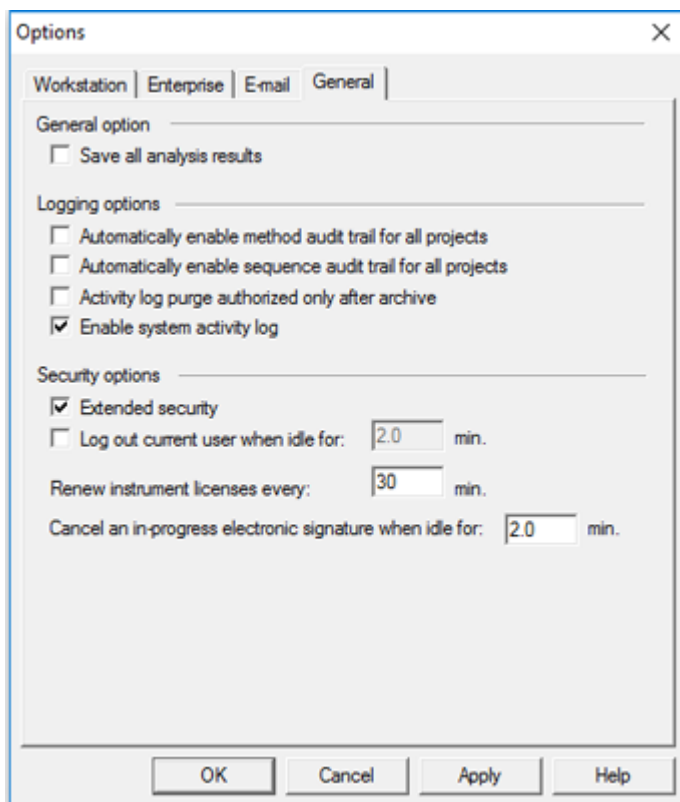 Options
Workstation Enterprise E-mail General
General option
Save all analysis results
Logging options
Automatically enable method audit trail for all projects
Automatically enable sequence audit trail for all projects
Activity log purge authorized only after archive
Enable system activity log
Security options
Extended security
Log out current user when idle for: 2.0 min.
Renew instrument licenses every: 30 min.
Cancel an in-progress electronic signature when idle for: 2.0 min.
OK Cancel Apply Help